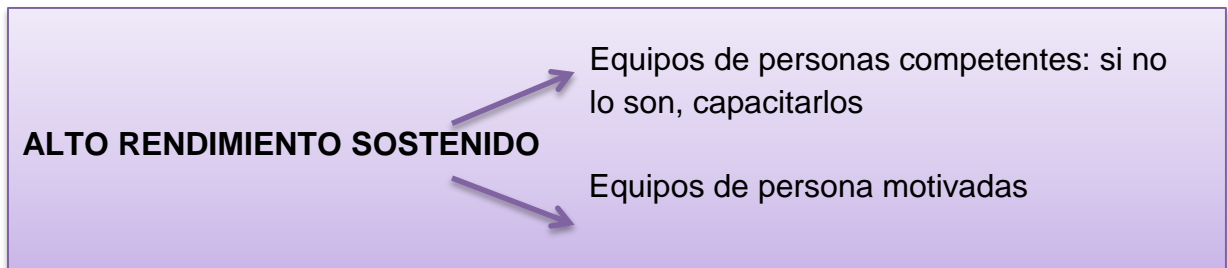 Equipos de personas competentes: si no
lo son, capacitarlos
ALTO RENDIMIENTO SOSTENIDO
Equipos de persona motivadas